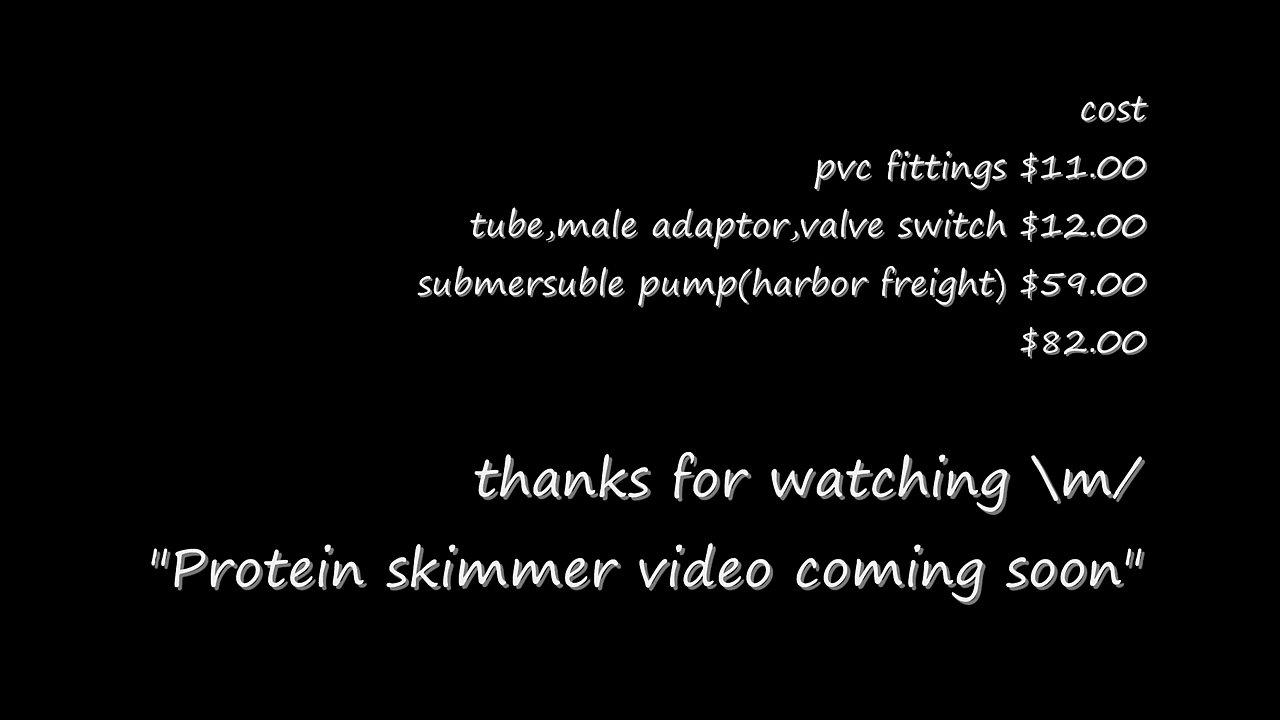 cost
pvc fittings $11.00
tube,male adaptor,valve switch $12.00
submersuble pump(harbor freight) $59.00
$82.00
thanks for watching \m/
"Protein skimmer video coming soon"